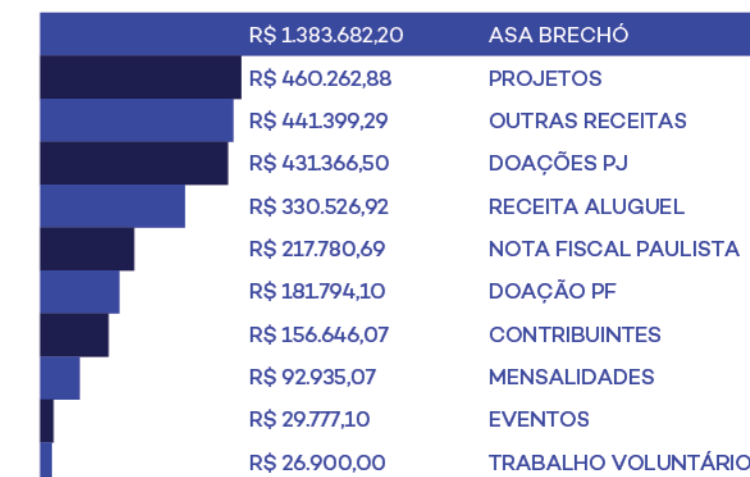 R$ 1.383.682,20 ASA BRECHÓ
R$ 460.262,88 PROJETOS
R$ 441.399,29 OUTRAS RECEITAS
R$ 431.366,50 DOAÇÕES PJ
R$ 330.526,92 RECEITA ALUGUEL
R$ 217.780,69 NOTA FISCAL PAULISTA
R$ 181.794,10 DOAÇÃO PF
R$ 156.646,07 CONTRIBUINTES
R$ 92.935,07 MENSALIDADES
R$ 29.777,10 EVENTOS
R$ 26.900,00 TRABALHO VOLUNTÁRIO